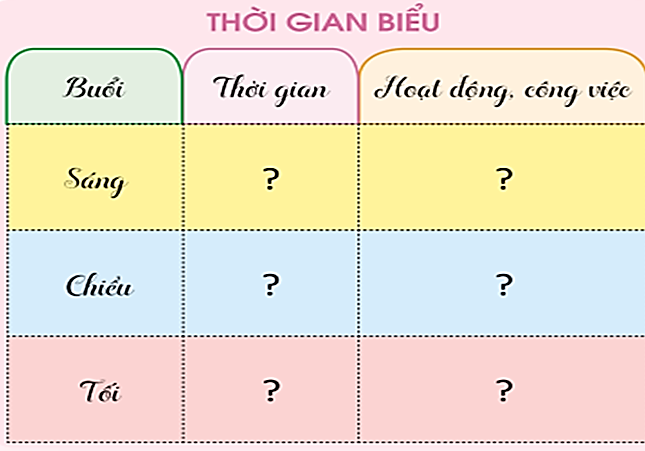 THỜI GIAN BIỂU
Buổi Thời gian Hoạt động, công việc
Sáng ? ?
Chiều ? ?
Tối ? ?